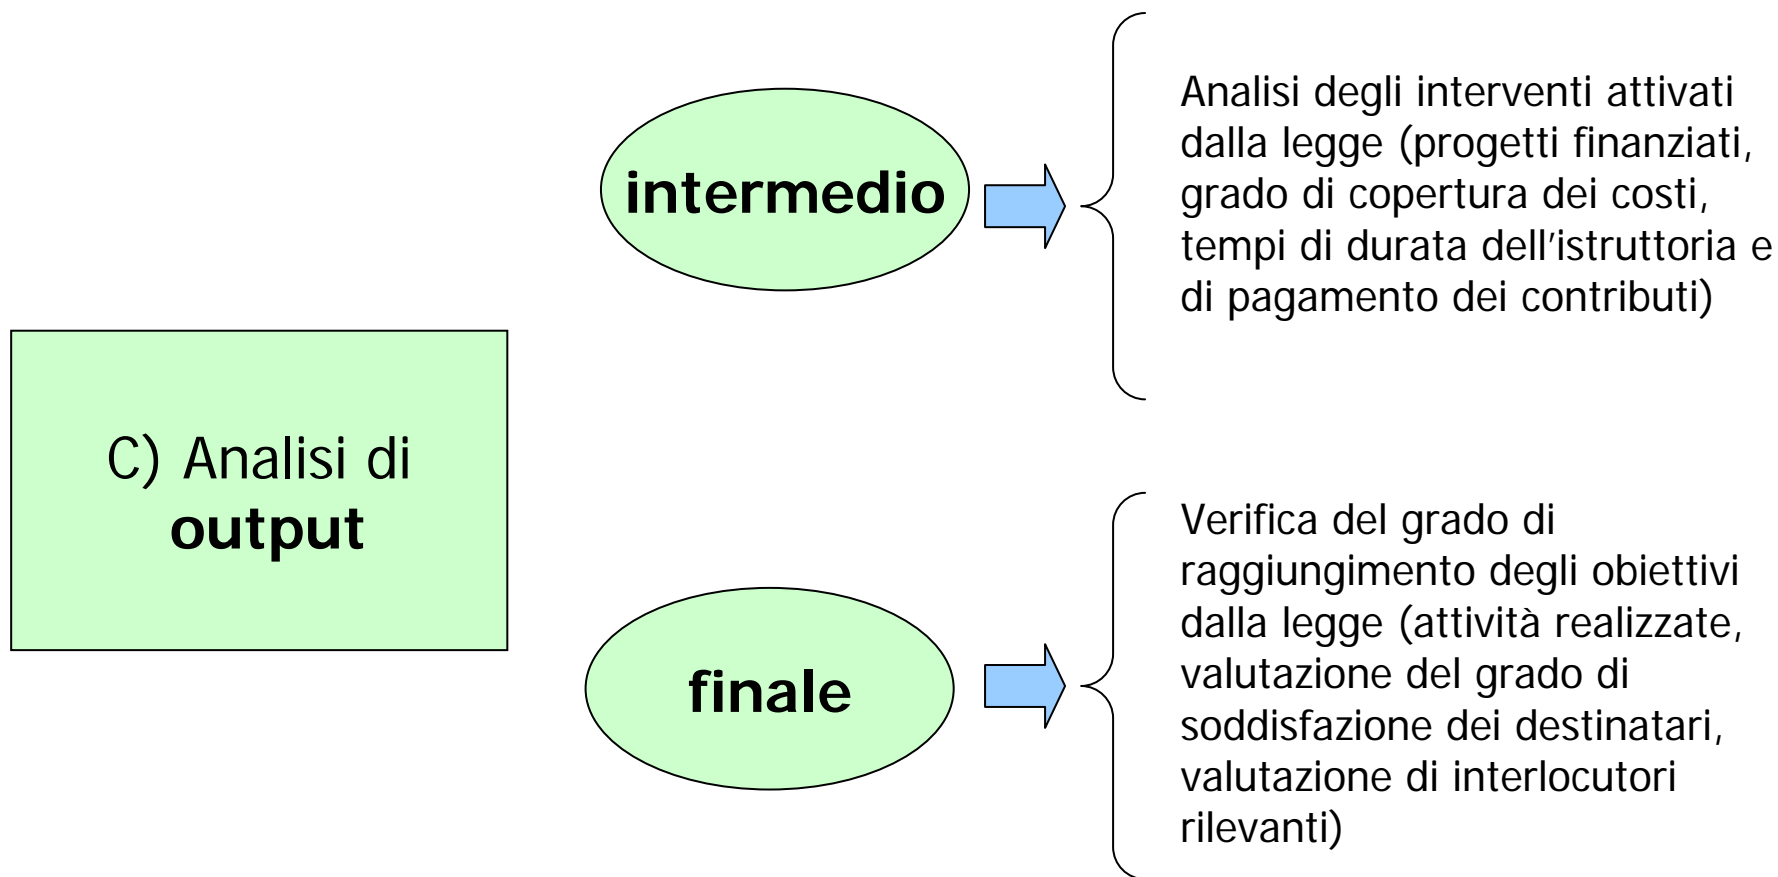 intermedio
Analisi degli interventi attivati
dalla legge (progetti finanziati,
grado di copertura dei costi,
tempi di durata dell’istruttoria e
di pagamento dei contributi)
C) Analisi di
output
finale
Verifica del grado di
raggiungimento degli obiettivi
dalla legge (attività realizzate,
valutazione del grado di
soddisfazione dei destinatari,
valutazione di interlocutori
rilevanti)